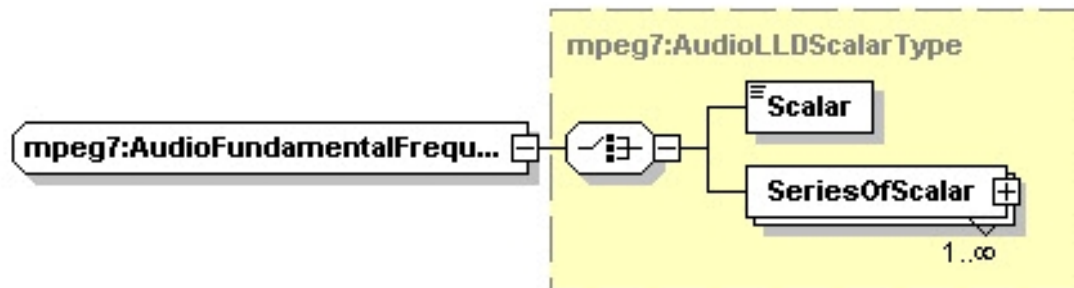 mpeg7:AudioLLDScalarType
Scalar
mpeg7:AudioFundamentalFrequ...
SeriesOfScalar
1..∞